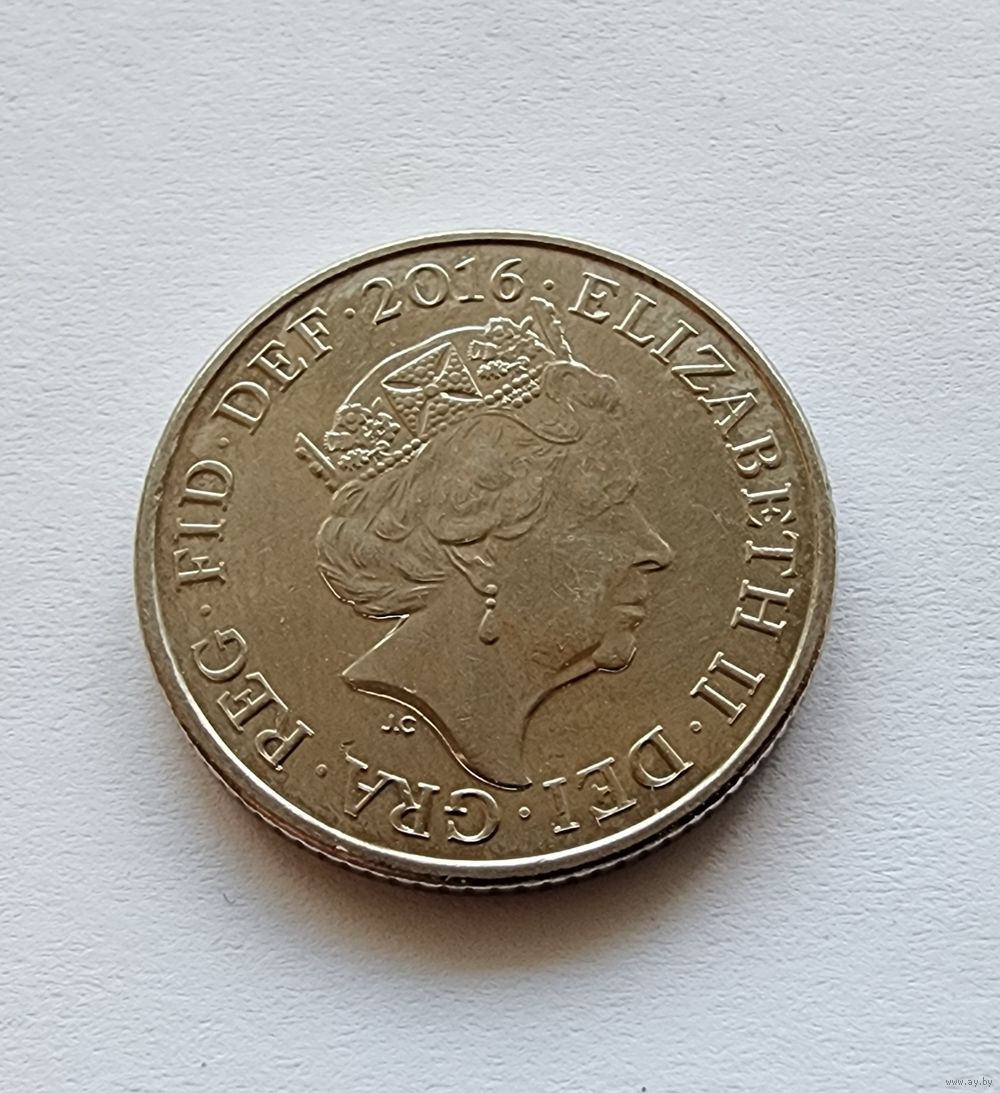 ELIZABETH II · DEI · GRA · REG · FID · DEF · 2016 ·
J.C
www.ay.by